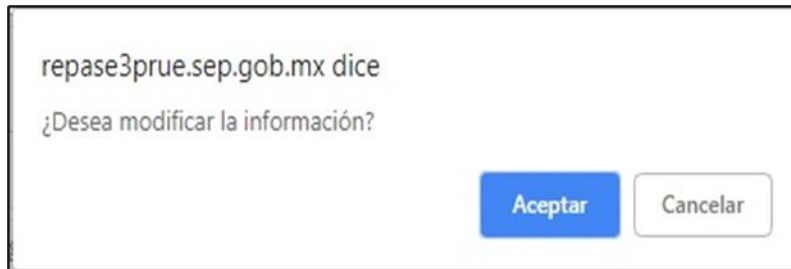 repase3prue.sep.gob.mx dice
¿Desea modificar la información?
Aceptar
Cancelar